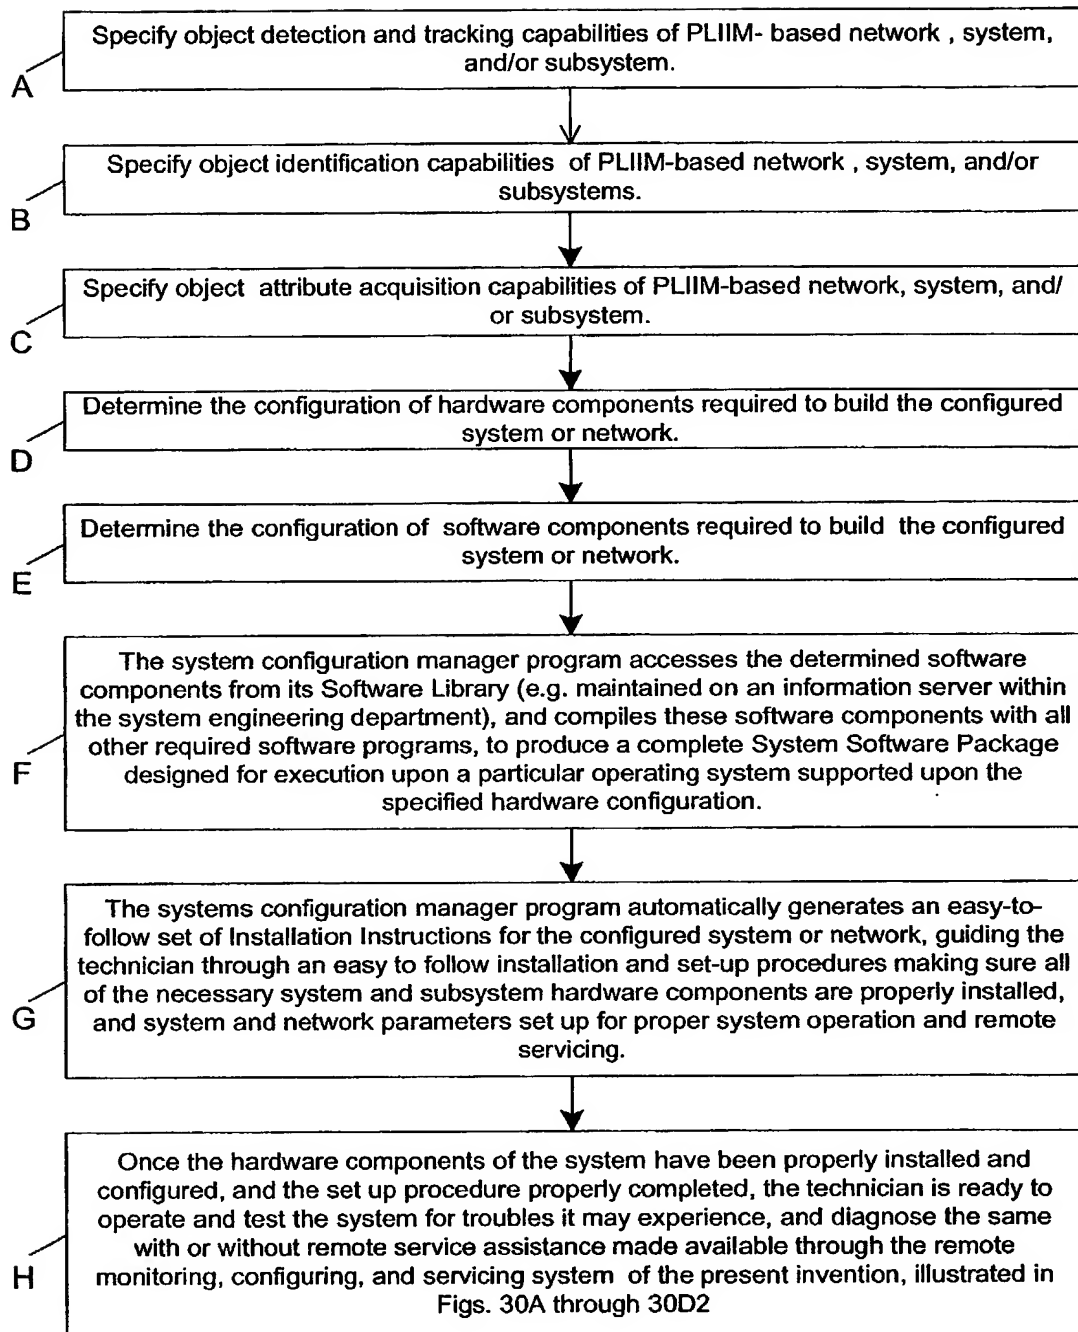 Specify object detection and tracking capabilities of PLIIM- based network , system,
and/or subsystem.
A
Specify object identification capabilities of PLIIM-based network , system, and/or
subsystems.
B
Specify object attribute acquisition capabilities of PLIIM-based network, system, and/
or subsystem.
C
Determine the configuration of hardware components required to build the configured
system or network.
D
Determine the configuration of software components required to build the configured
system or network.
E
The system configuration manager program accesses the determined software
components from its Software Library (e.g. maintained on an information server within
the system engineering department), and compiles these software components with all
other required software programs, to produce a complete System Software Package
designed for execution upon a particular operating system supported upon the
specified hardware configuration.
F
The systems configuration manager program automatically generates an easy-to-
follow set of Installation Instructions for the configured system or network, guiding the
technician through an easy to follow installation and set-up procedures making sure all
of the necessary system and subsystem hardware components are properly installed,
and system and network parameters set up for proper system operation and remote
servicing.
G
Once the hardware components of the system have been properly installed and
configured, and the set up procedure properly completed, the technician is ready to
operate and test the system for troubles it may experience, and diagnose the same
with or without remote service assistance made available through the remote
monitoring, configuring, and servicing system of the present invention, illustrated in
Figs. 30A through 30D2
H